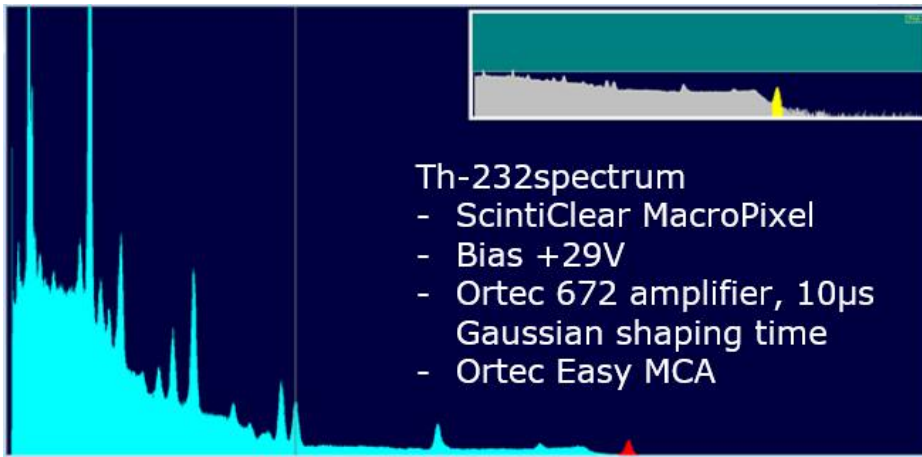 Th-232spectrum
- ScintiClear MacroPixel
- Bias +29V
- Ortec 672 amplifier, 10µs
Gaussian shaping time
- Ortec Easy MCA